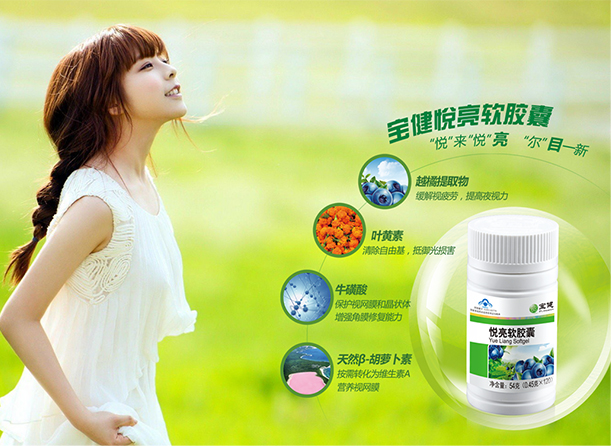 宝健悦亮软胶囊
“悦”来“悦”亮 “尔”目一新
越橘提取物
缓解视疲劳，提高夜视力
叶黄素
清除自由基，抵御光损害
牛磺酸
保护视网膜和晶状体
增强角膜修复能力
天然β-胡萝卜素
按需转化为维生素A
营养视网膜
宝健
悦亮软胶囊
Yue Liang Softgel
净含量：54克（0.45克×120